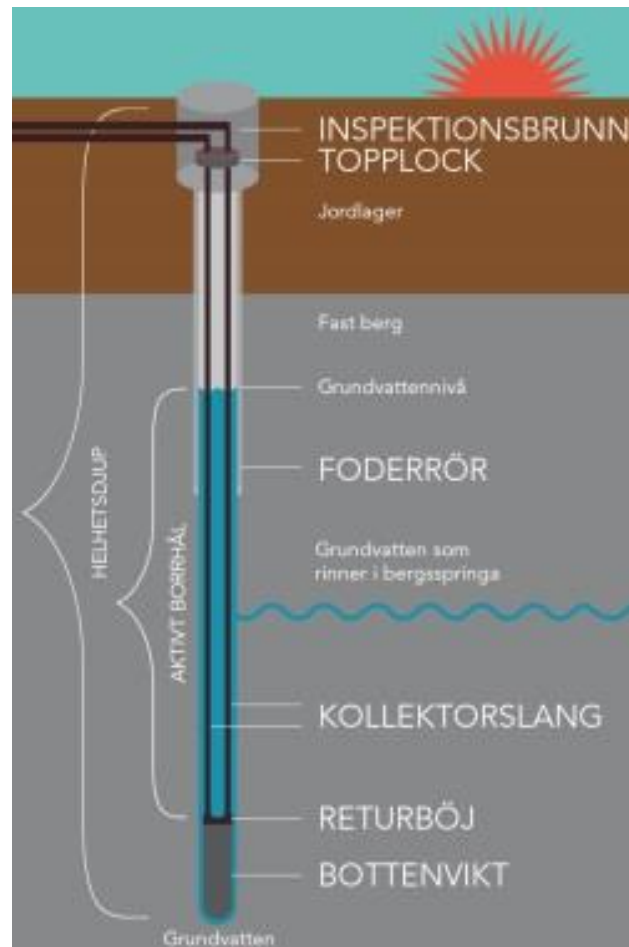 INSPEKTIONSBRUNN
TOPPLOCK
Jordlager
Fast berg
Grundvattennivå
FODERRÖR
HELHETSDJUP
AKTIVT BORRHÅL
Grundvatten som
rinner i bergsspringa
KOLLEKTORSLANG
RETURBÖJ
BOTTENVIKT
Grundvatten